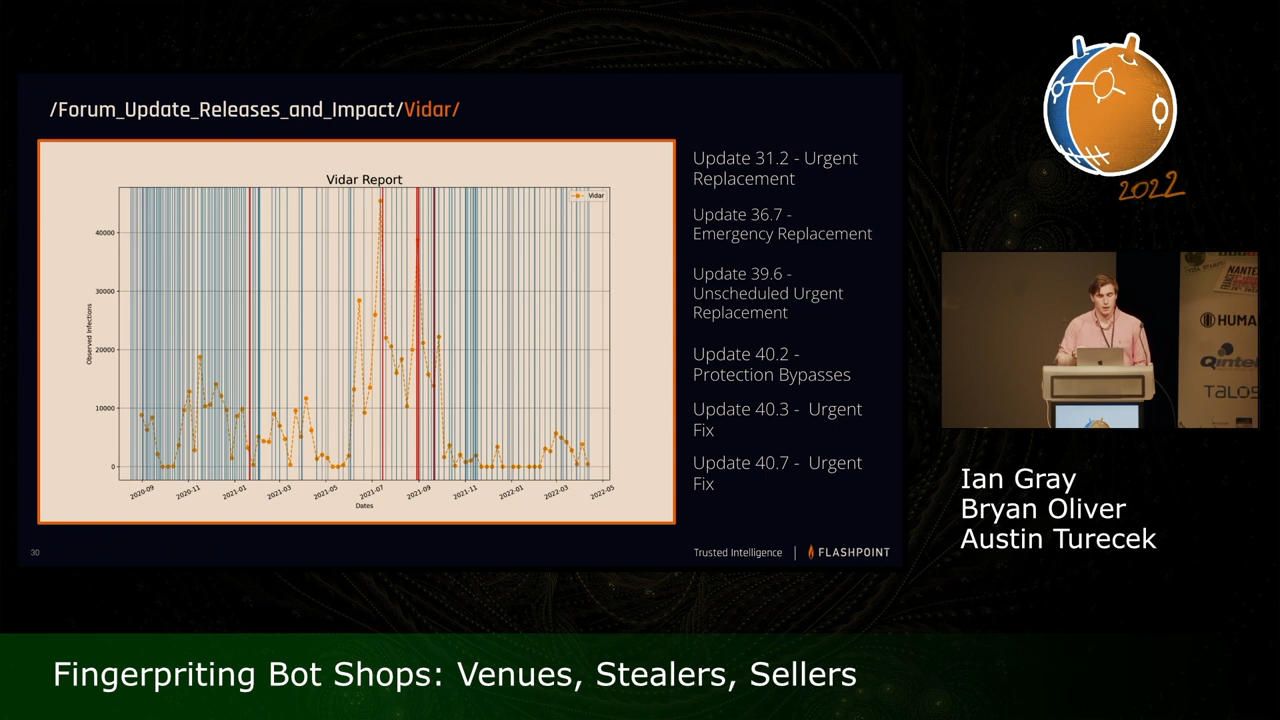 /Forum_Update_Releases_and_Impact/Vidar/
Vidar Report
Vidar
Observed Infections
40000
30000
20000
10000
0
2020-09
2020-11
2021-01
2021-03
2021-05
2021-07
2021-09
2021-11
2022-01
2022-03
2022-05
Dates
Update 31.2 - Urgent
Replacement
Update 36.7 -
Emergency Replacement
Update 39.6 -
Unscheduled Urgent
Replacement
Update 40.2 -
Protection Bypasses
Update 40.3 - Urgent
Fix
Update 40.7 - Urgent
Fix
30
Trusted Intelligence | FLASHPOINT
2022
NANTE
HUMA
Qintel
TALOS
Ian Gray
Bryan Oliver
Austin Turecek
Fingerpriting Bot Shops: Venues, Stealers, Sellers